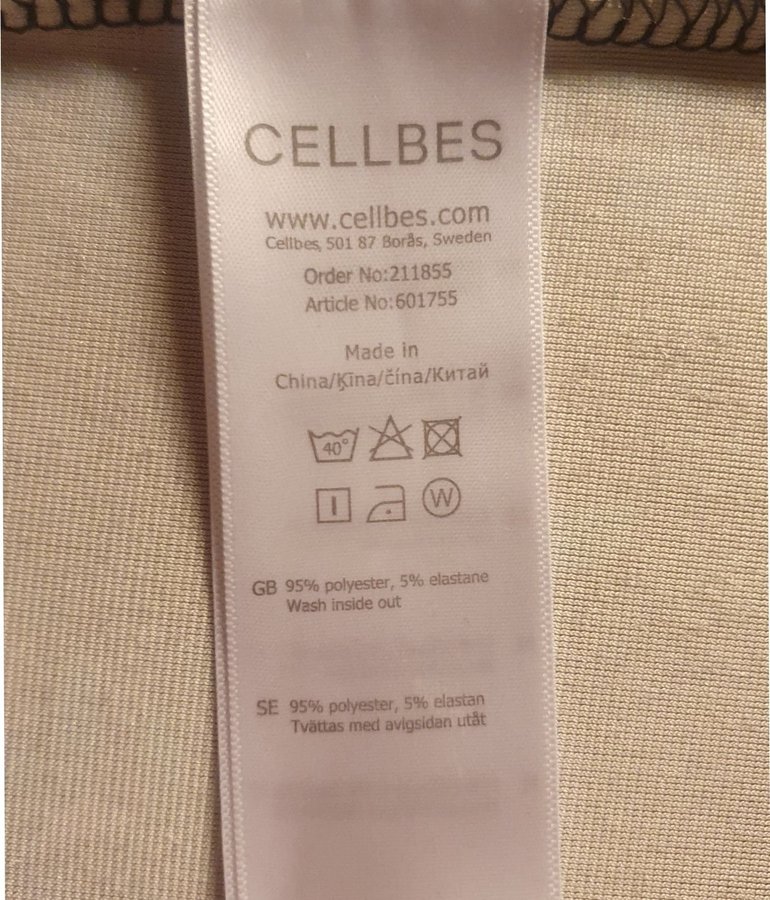 CELLBES
www.cellbes.com
Cellbes, 501 87 Borås, Sweden
Order No:211855
Article No:601755
Made in
China/Ķīna/čína/Китай
40°
W
GB 95% polyester, 5% elastane
Wash inside out
SE 95% polyester, 5% elastan
Tvättas med avigsidan utåt